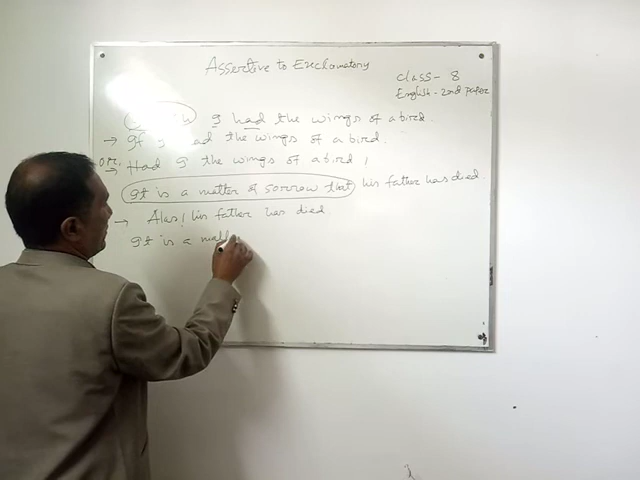 Assertive to Exclamatory
Class - 8
English - 2nd paper
I had the wings of a bird.
→ If I had the wings of a bird.
or,
→ Had I the wings of a bird!
It is a matter of sorrow that his father has died
→ Alas! his father has died
It is a matt